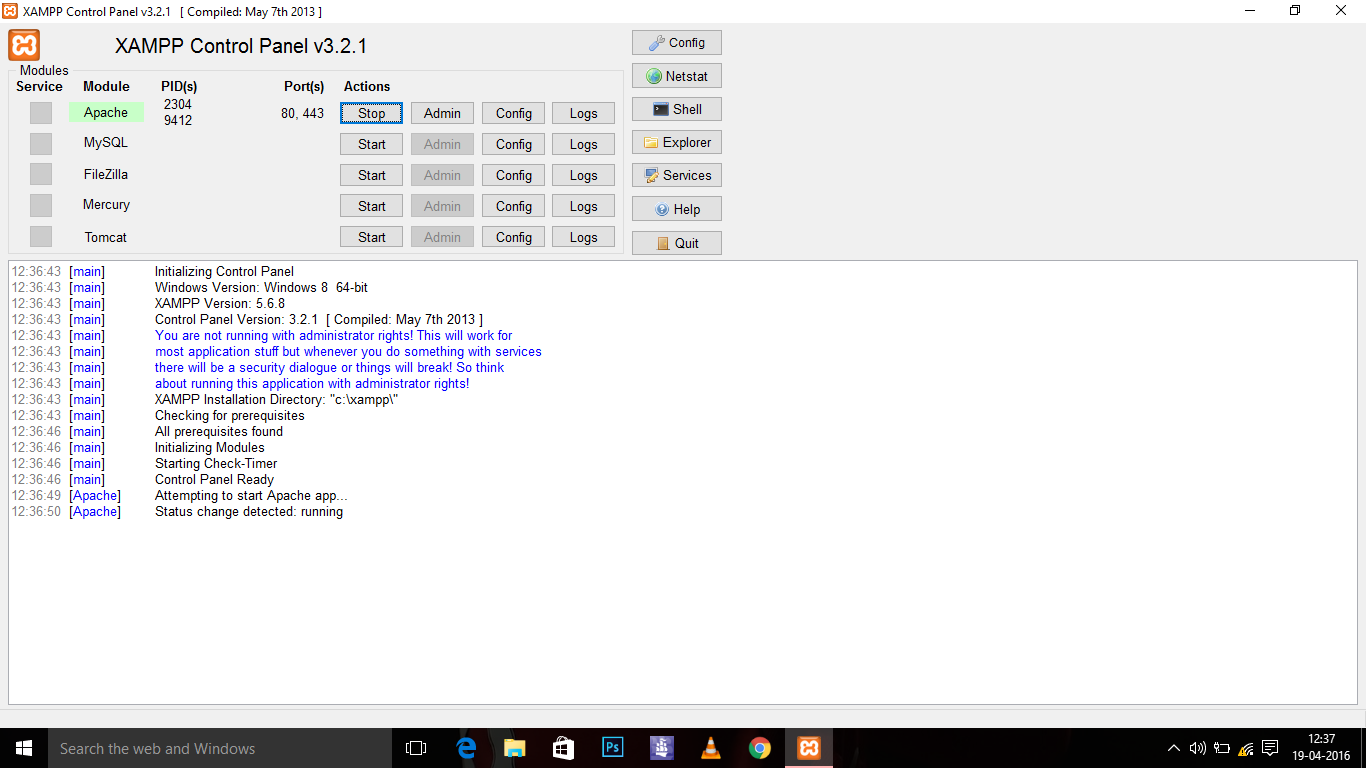 XAMPP Control Panel v3.2.1 [ Compiled: May 7th 2013 ]
XAMPP Control Panel v3.2.1
Config
Modules
Service Module PID(s) Port(s) Actions
Netstat
Apache 2304 9412 80, 443 Stop Admin Config Logs
Shell
MySQL Start Admin Config Logs
Explorer
FileZilla Start Admin Config Logs
Services
Mercury Start Admin Config Logs
Help
Tomcat Start Admin Config Logs
Quit
12:36:43 [main] Initializing Control Panel
12:36:43 [main] Windows Version: Windows 8 64-bit
12:36:43 [main] XAMPP Version: 5.6.8
12:36:43 [main] Control Panel Version: 3.2.1 [ Compiled: May 7th 2013 ]
12:36:43 [main] You are not running with administrator rights! This will work for
12:36:43 [main] most application stuff but whenever you do something with services
12:36:43 [main] there will be a security dialogue or things will break! So think
12:36:43 [main] about running this application with administrator rights!
12:36:43 [main] XAMPP Installation Directory: "c:\xampp\"
12:36:43 [main] Checking for prerequisites
12:36:46 [main] All prerequisites found
12:36:46 [main] Initializing Modules
12:36:46 [main] Starting Check-Timer
12:36:46 [main] Control Panel Ready
12:36:49 [Apache] Attempting to start Apache app...
12:36:50 [Apache] Status change detected: running
Search the web and Windows
Ps
12:37
19-04-2016